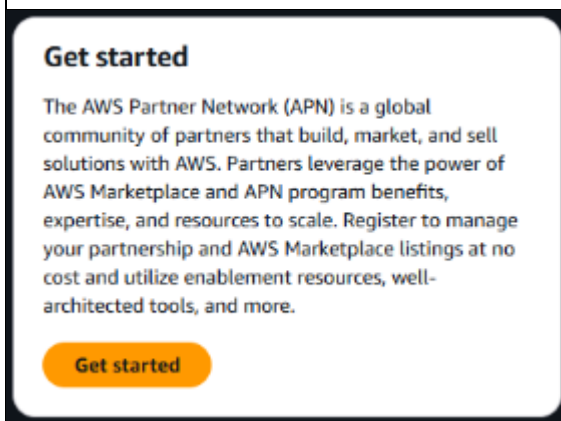 Get started
The AWS Partner Network (APN) is a global
community of partners that build, market, and sell
solutions with AWS. Partners leverage the power of
AWS Marketplace and APN program benefits,
expertise, and resources to scale. Register to manage
your partnership and AWS Marketplace listings at no
cost and utilize enablement resources, well-
architected tools, and more.
Get started